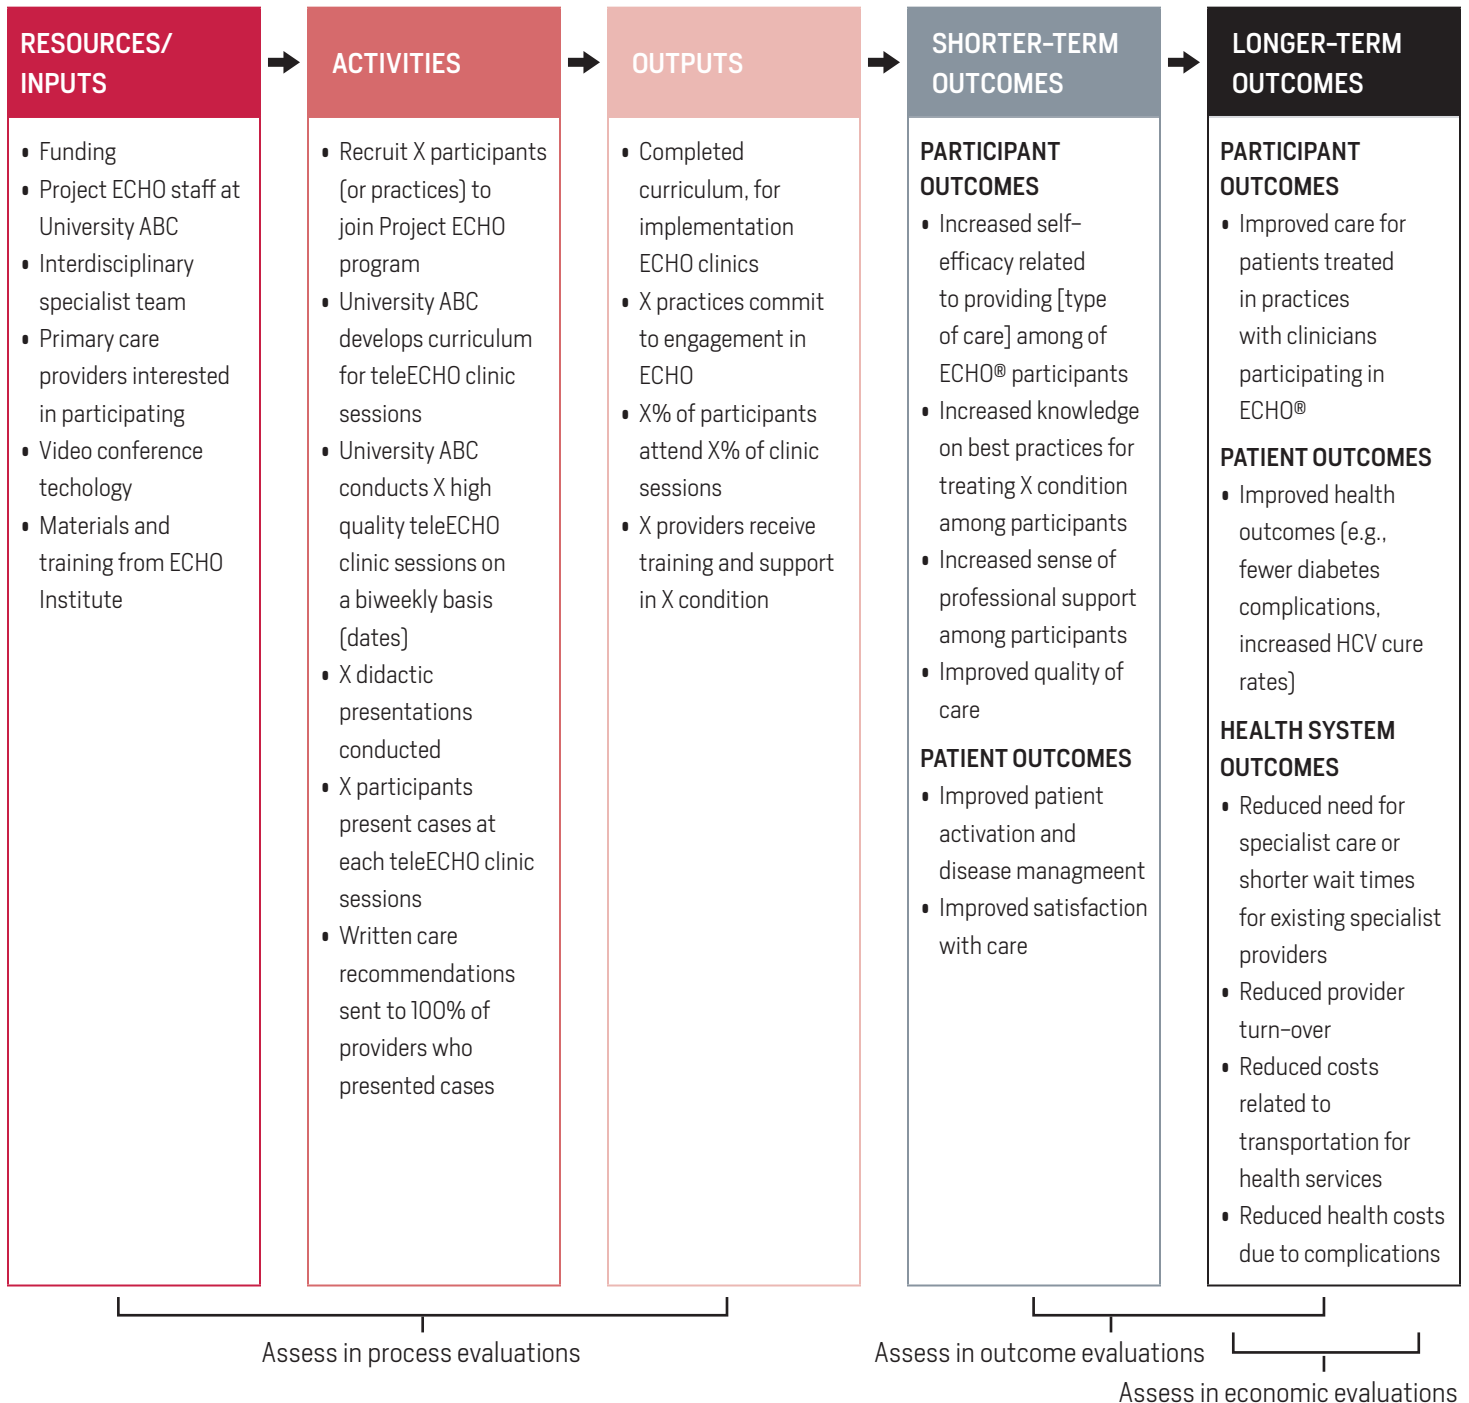 RESOURCES/
INPUTS
ACTIVITIES
OUTPUTS
SHORTER-TERM
OUTCOMES
LONGER-TERM
OUTCOMES
• Funding
• Project ECHO staff at
University ABC
• Interdisciplinary
specialist team
• Primary care
providers interested
in participating
• Video conference
techology
• Materials and
training from ECHO
Institute
• Recruit X participants
(or practices) to
join Project ECHO
program
• University ABC
develops curriculum
for teleECHO clinic
sessions
• University ABC
conducts X high
quality teleECHO
clinic sessions on
a biweekly basis
(dates)
• X didactic
presentations
conducted
• X participants
present cases at
each teleECHO clinic
sessions
• Written care
recommendations
sent to 100% of
providers who
presented cases
• Completed
curriculum, for
implementation
ECHO clinics
• X practices commit
to engagement in
ECHO
• X% of participants
attend X% of clinic
sessions
• X providers receive
training and support
in X condition
PARTICIPANT
OUTCOMES
• Increased self-
efficacy related
to providing [type
of care] among of
ECHO® participants
• Increased knowledge
on best practices for
treating X condition
among participants
• Increased sense of
professional support
among participants
• Improved quality of
care
PATIENT OUTCOMES
• Improved patient
activation and
disease managmeent
• Improved satisfaction
with care
PARTICIPANT
OUTCOMES
• Improved care for
patients treated
in practices
with clinicians
participating in
ECHO®
PATIENT OUTCOMES
• Improved health
outcomes (e.g.,
fewer diabetes
complications,
increased HCV cure
rates)
HEALTH SYSTEM
OUTCOMES
• Reduced need for
specialist care or
shorter wait times
for existing specialist
providers
• Reduced provider
turn-over
• Reduced costs
related to
transportation for
health services
• Reduced health costs
due to complications
Assess in process evaluations
Assess in outcome evaluations
Assess in economic evaluations